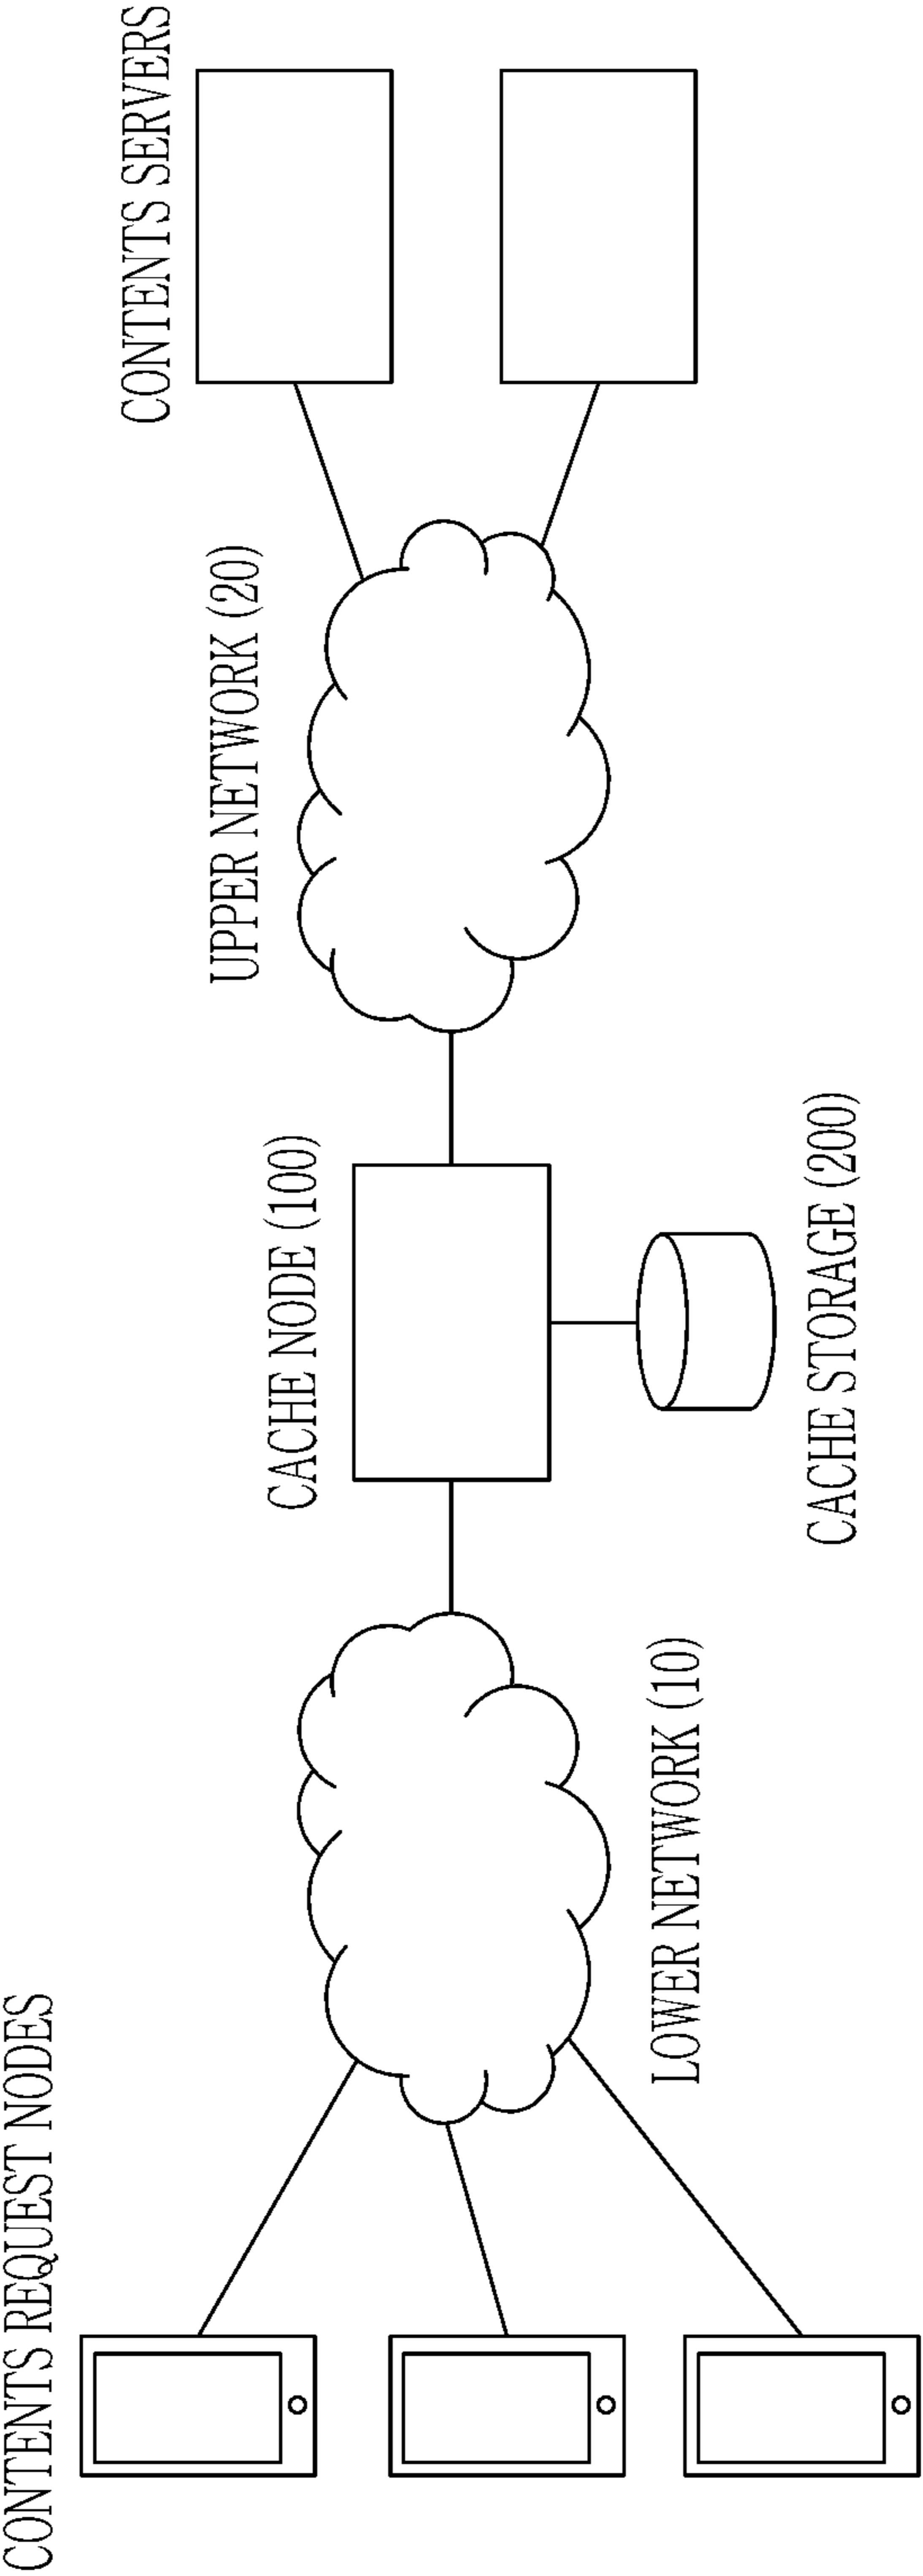 CONTENTS REQUEST NODES
LOWER NETWORK (10)
CACHE NODE (100)
CACHE STORAGE (200)
UPPER NETWORK (20)
CONTENTS SERVERS